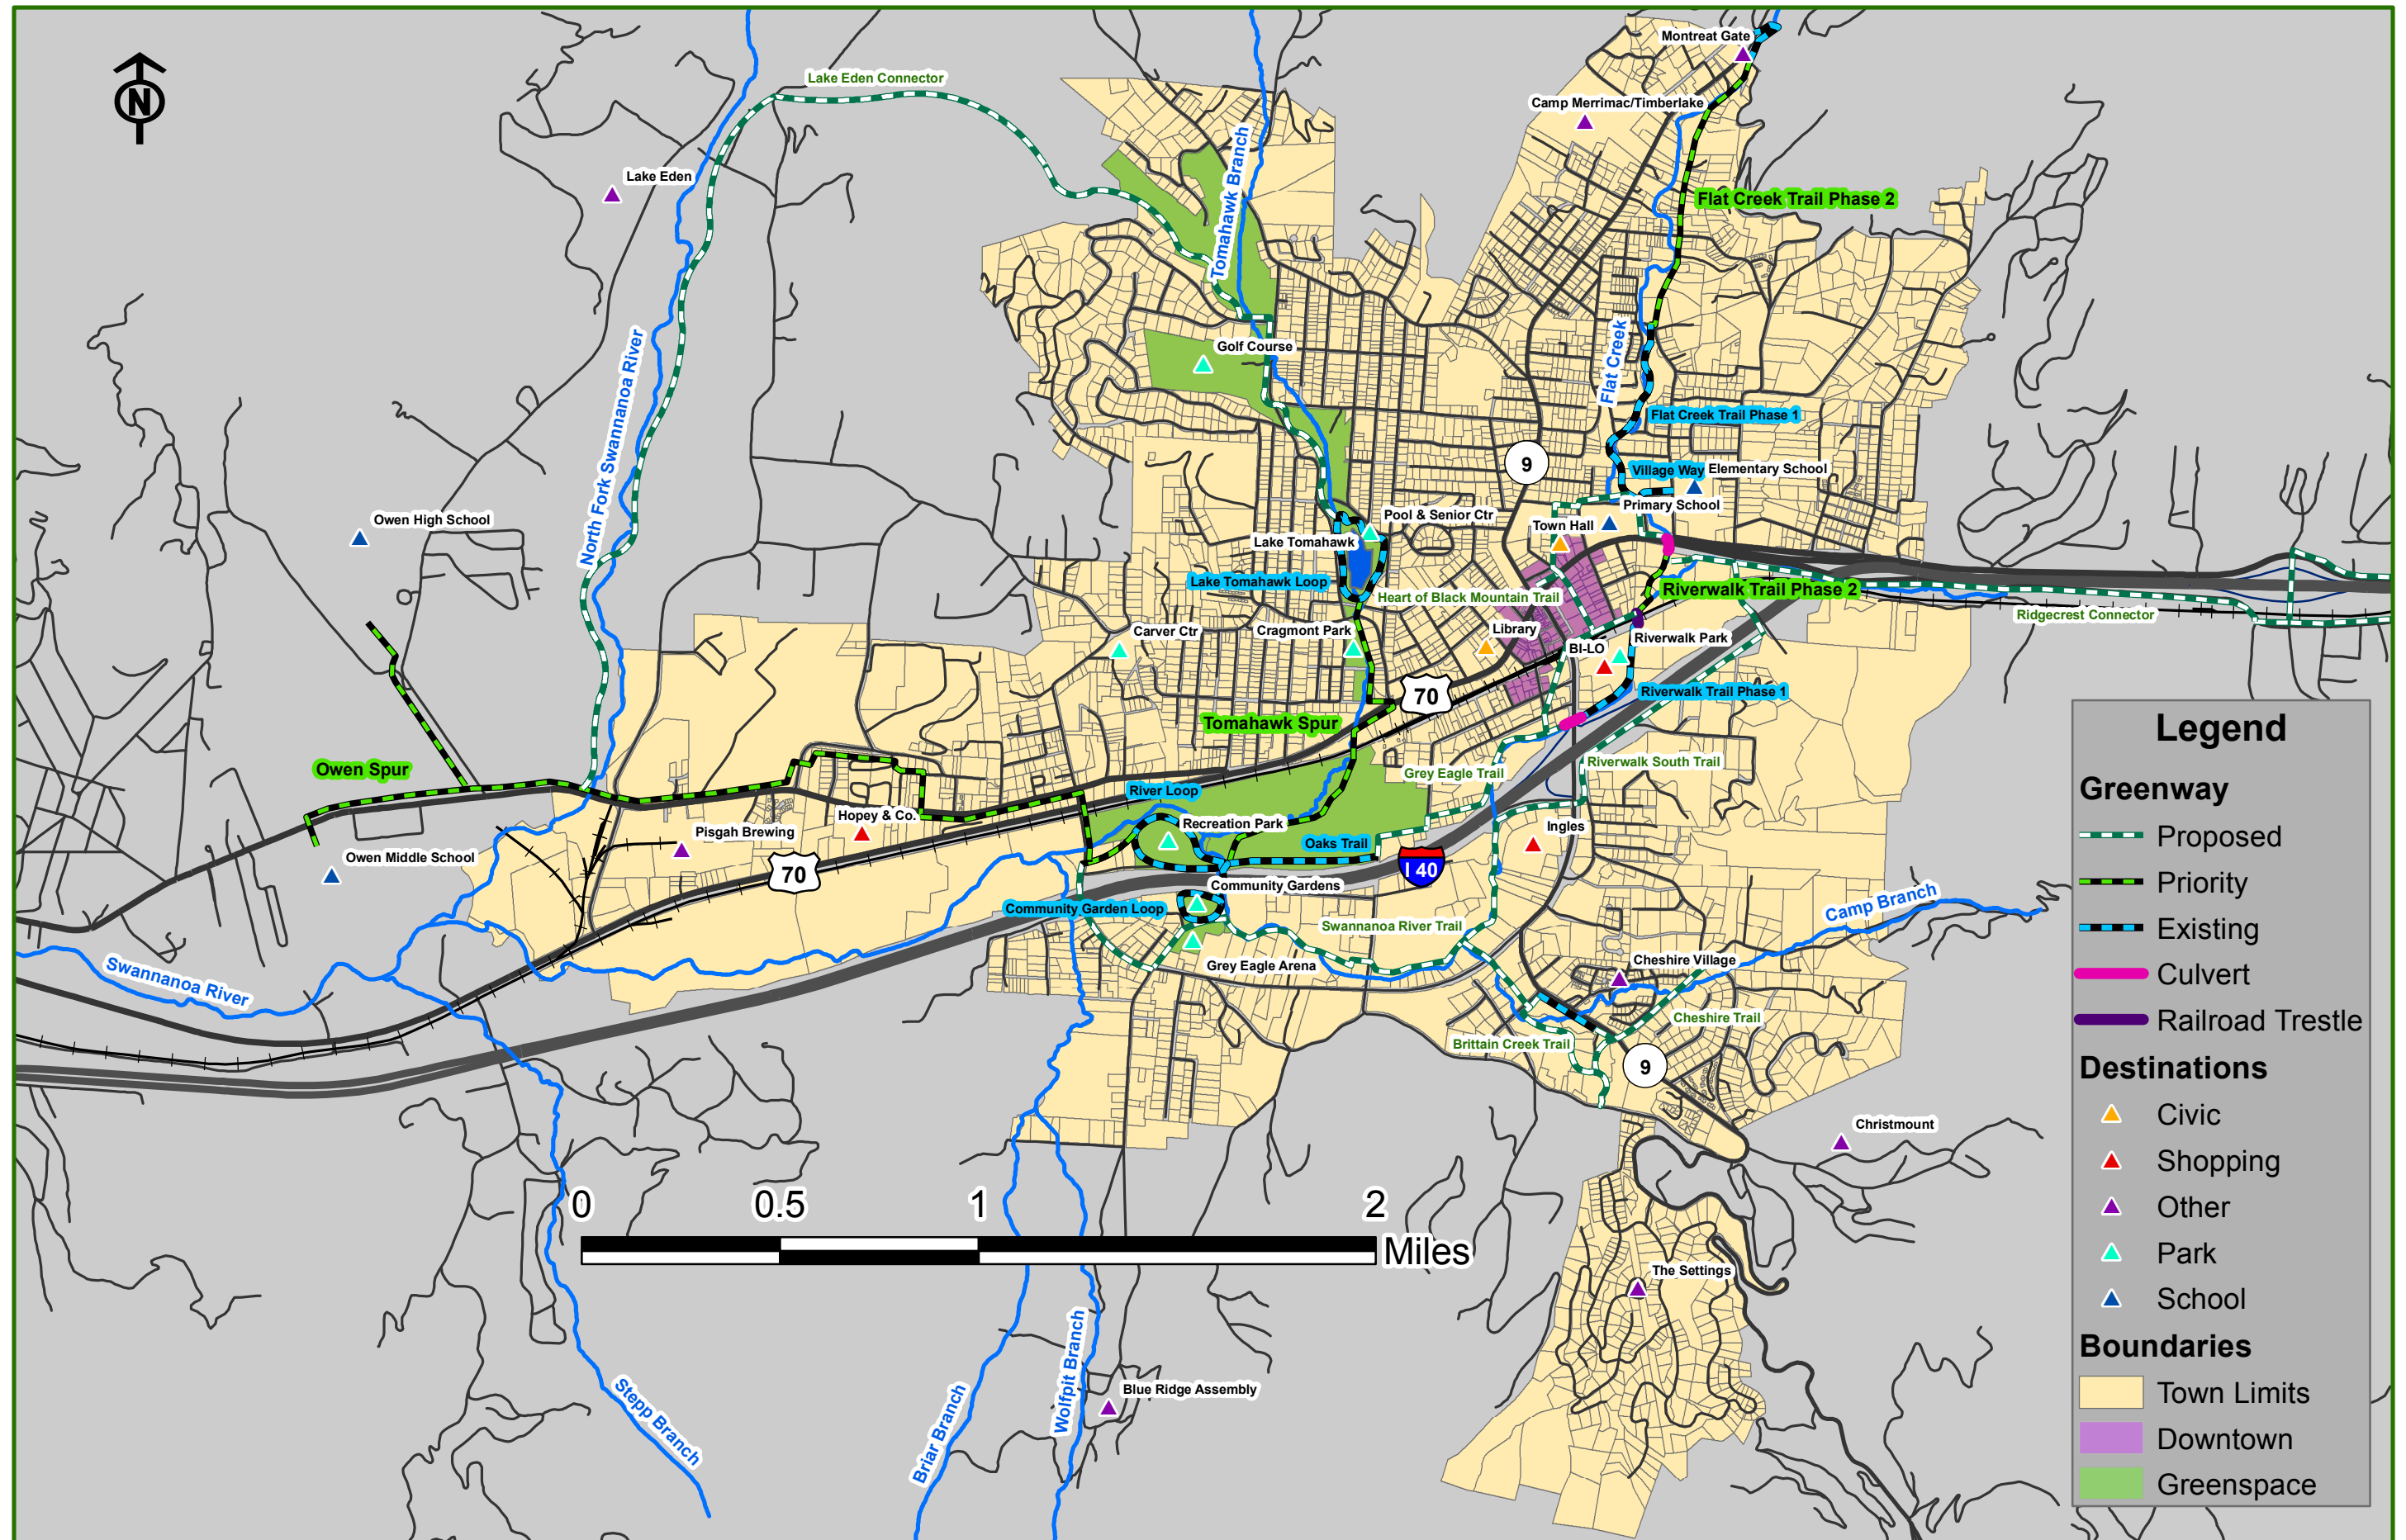 N
Montreat Gate
Lake Eden Connector
Camp Merrimac/Timberlake
Tomahawk Branch
Lake Eden
Flat Creek Trail Phase 2
North Fork Swannanoa River
Golf Course
Flat Creek
Flat Creek Trail Phase 1
9
Village Way
Elementary School
Owen High School
Pool & Senior Ctr
Primary School
Town Hall
Lake Tomahawk
Lake Tomahawk Loop
Heart of Black Mountain Trail
Riverwalk Trail Phase 2
Ridgecrest Connector
Carver Ctr
Cragmont Park
Library
Riverwalk Park
BI-LO
70
Riverwalk Trail Phase 1
Tomahawk Spur
Owen Spur
Grey Eagle Trail
Riverwalk South Trail
River Loop
Hopey & Co.
Pisgah Brewing
Recreation Park
Ingles
Oaks Trail
Owen Middle School
70
I 40
Community Gardens
Community Garden Loop
Camp Branch
Swannanoa River Trail
Swannanoa River
Grey Eagle Arena
Cheshire Village
Cheshire Trail
Brittain Creek Trail
9
Christmount
0 0.5 1 2
Miles
The Settings
Stepp Branch
Briar Branch
Wolfpit Branch
Blue Ridge Assembly
Legend
Greenway
Proposed
Priority
Existing
Culvert
Railroad Trestle
Destinations
Civic
Shopping
Other
Park
School
Boundaries
Town Limits
Downtown
Greenspace